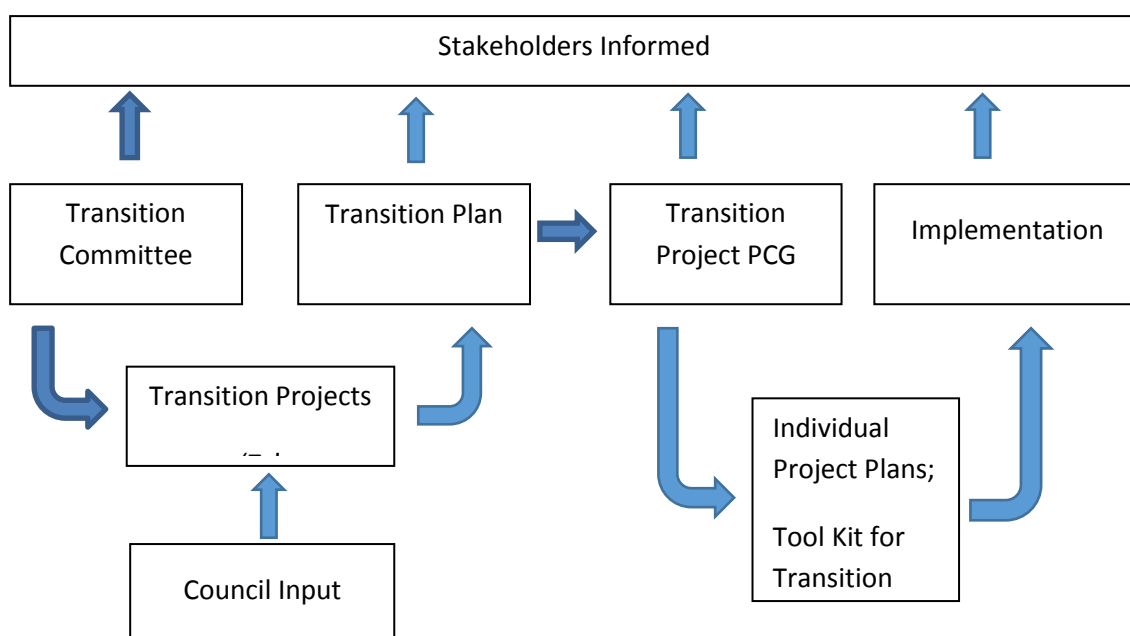 Stakeholders Informed
Transition
Committee
Transition Plan
Transition
Project PCG
Implementation
Transition Projects
Individual
Project Plans;
Tool Kit for
Transition
Council Input